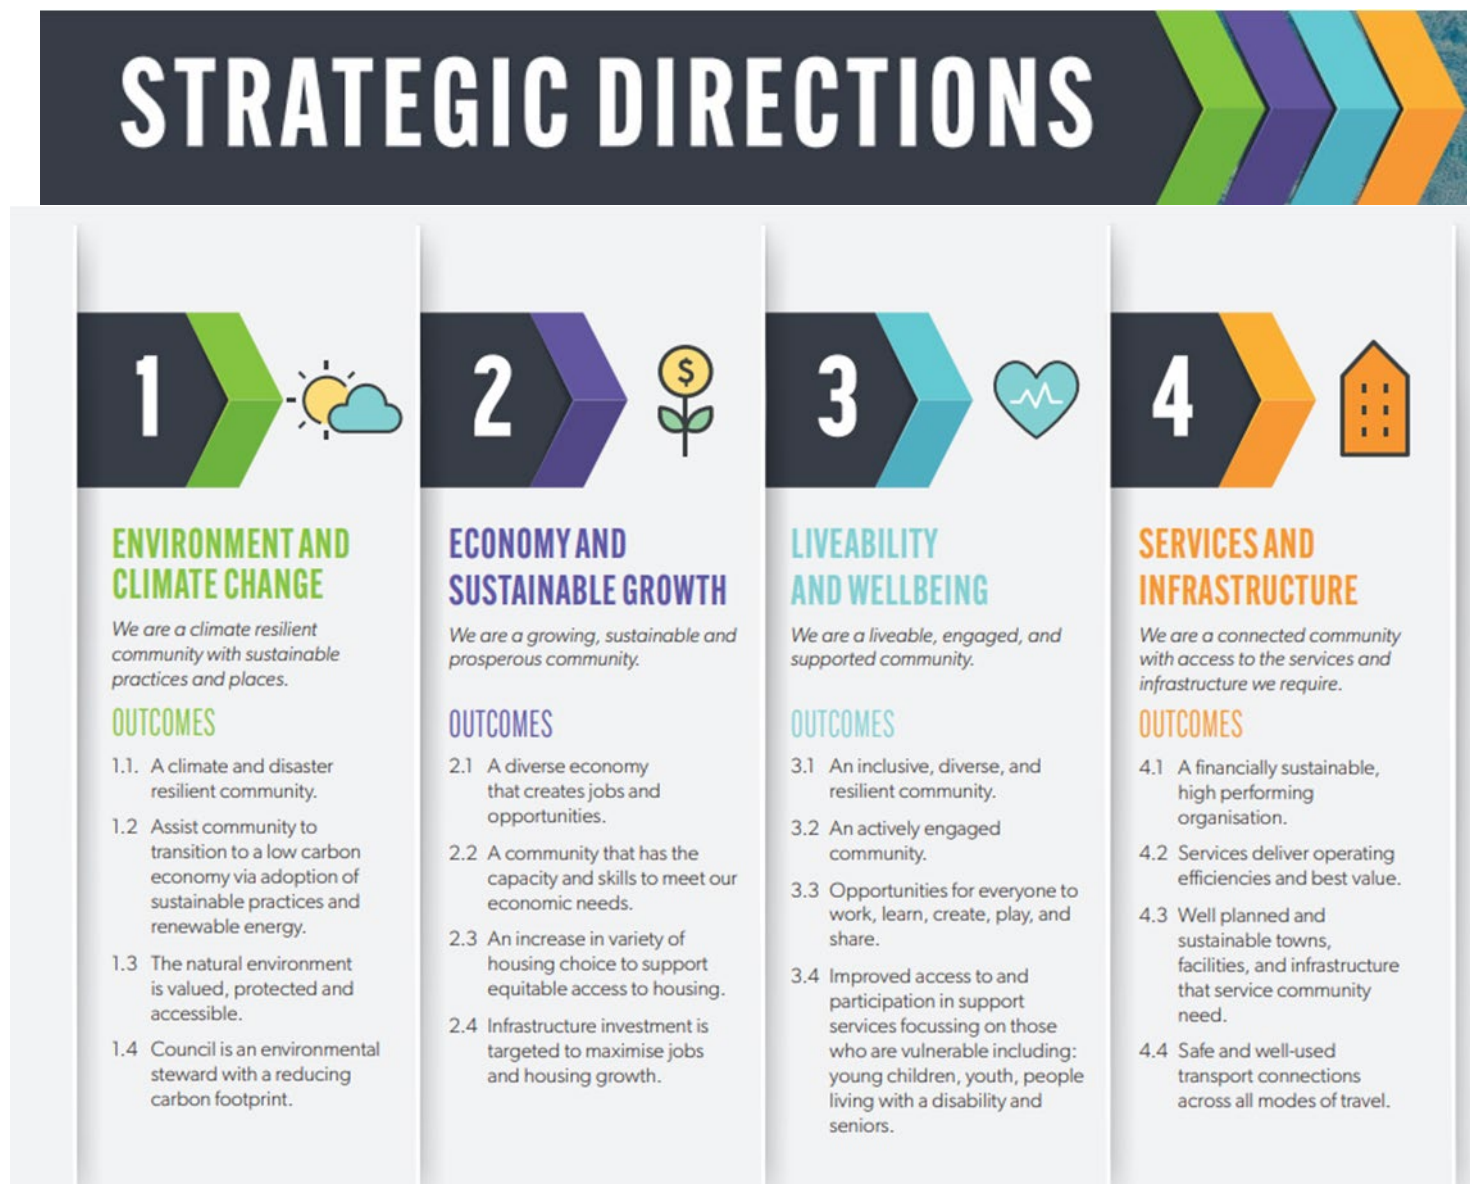 STRATEGIC DIRECTIONS
1
ENVIRONMENT AND
CLIMATE CHANGE
We are a climate resilient
community with sustainable
practices and places.
OUTCOMES
1.1. A climate and disaster
resilient community.
1.2 Assist community to
transition to a low carbon
economy via adoption of
sustainable practices and
renewable energy.
1.3 The natural environment
is valued, protected and
accessible.
1.4 Council is an environmental
steward with a reducing
carbon footprint.
2
$
ECONOMY AND
SUSTAINABLE GROWTH
We are a growing, sustainable and
prosperous community.
OUTCOMES
2.1 A diverse economy
that creates jobs and
opportunities.
2.2 A community that has the
capacity and skills to meet our
economic needs.
2.3 An increase in variety of
housing choice to support
equitable access to housing.
2.4 Infrastructure investment is
targeted to maximise jobs
and housing growth.
3
LIVEABILITY
AND WELLBEING
We are a liveable, engaged, and
supported community.
OUTCOMES
3.1 An inclusive, diverse, and
resilient community.
3.2 An actively engaged
community.
3.3 Opportunities for everyone to
work, learn, create, play, and
share.
3.4 Improved access to and
participation in support
services focussing on those
who are vulnerable including:
young children, youth, people
living with a disability and
seniors.
4
SERVICES AND
INFRASTRUCTURE
We are a connected community
with access to the services and
infrastructure we require.
OUTCOMES
4.1 A financially sustainable,
high performing
organisation.
4.2 Services deliver operating
efficiencies and best value.
4.3 Well planned and
sustainable towns,
facilities, and infrastructure
that service community
need.
4.4 Safe and well-used
transport connections
across all modes of travel.